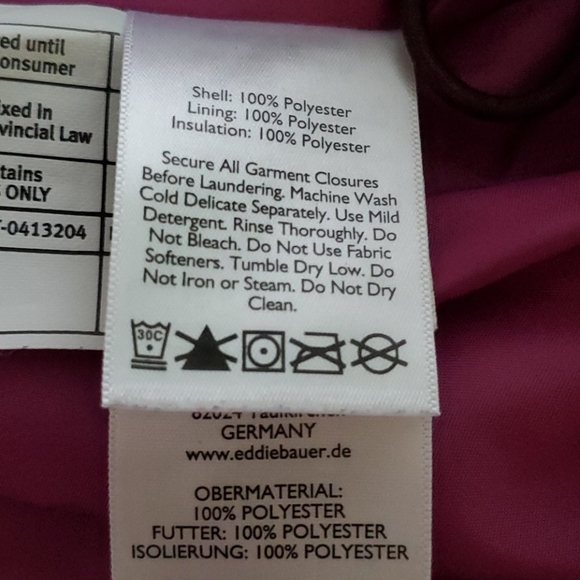 ed until
onsumer
ixed in
vincial Law
tains
ONLY
-0413204
Shell: 100% Polyester
Lining: 100% Polyester
Insulation: 100% Polyester
Secure All Garment Closures
Before Laundering. Machine Wash
Cold Delicate Separately. Use Mild
Detergent. Rinse Thoroughly. Do
Not Bleach. Do Not Use Fabric
Softeners. Tumble Dry Low. Do
Not Iron or Steam. Do Not Dry
Clean.
30C
GERMANY
www.eddiebauer.de
OBERMATERIAL:
100% POLYESTER
FUTTER: 100% POLYESTER
ISOLIERUNG: 100% POLYESTER